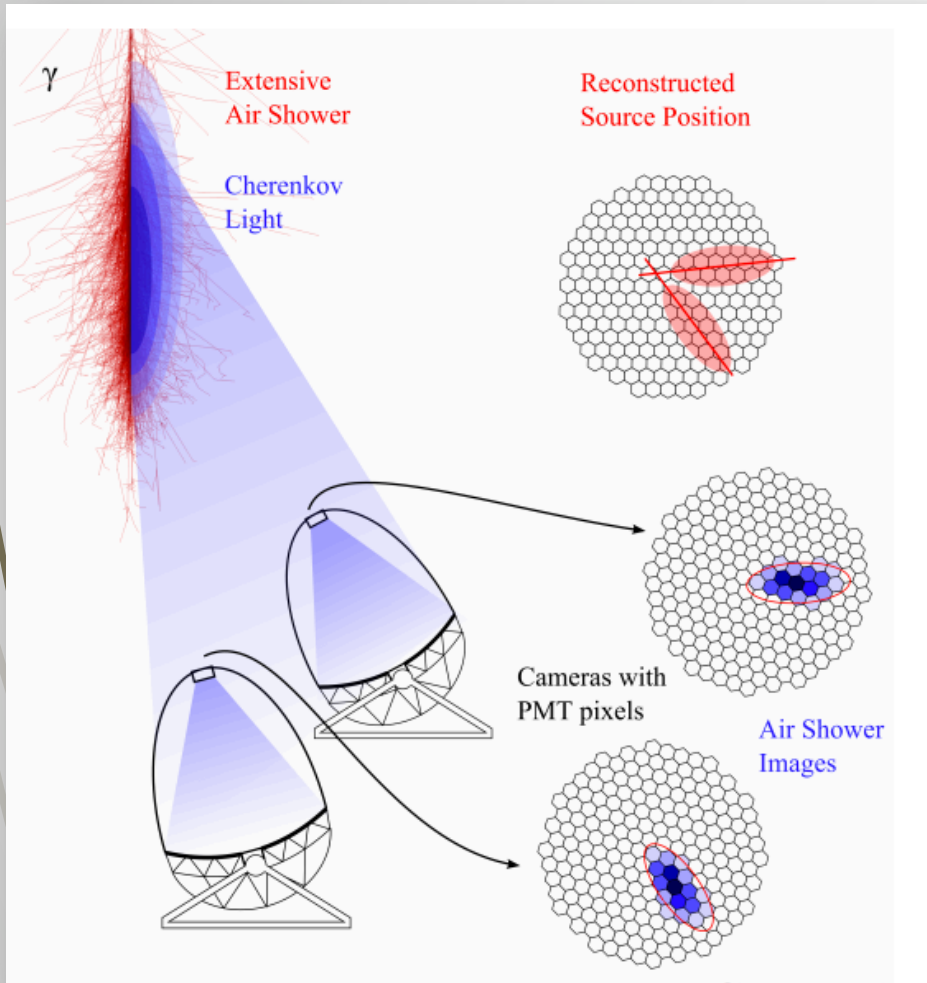 γ
Extensive
Air Shower
Cherenkov
Light
Reconstructed
Source Position
Cameras with
PMT pixels
Air Shower
Images